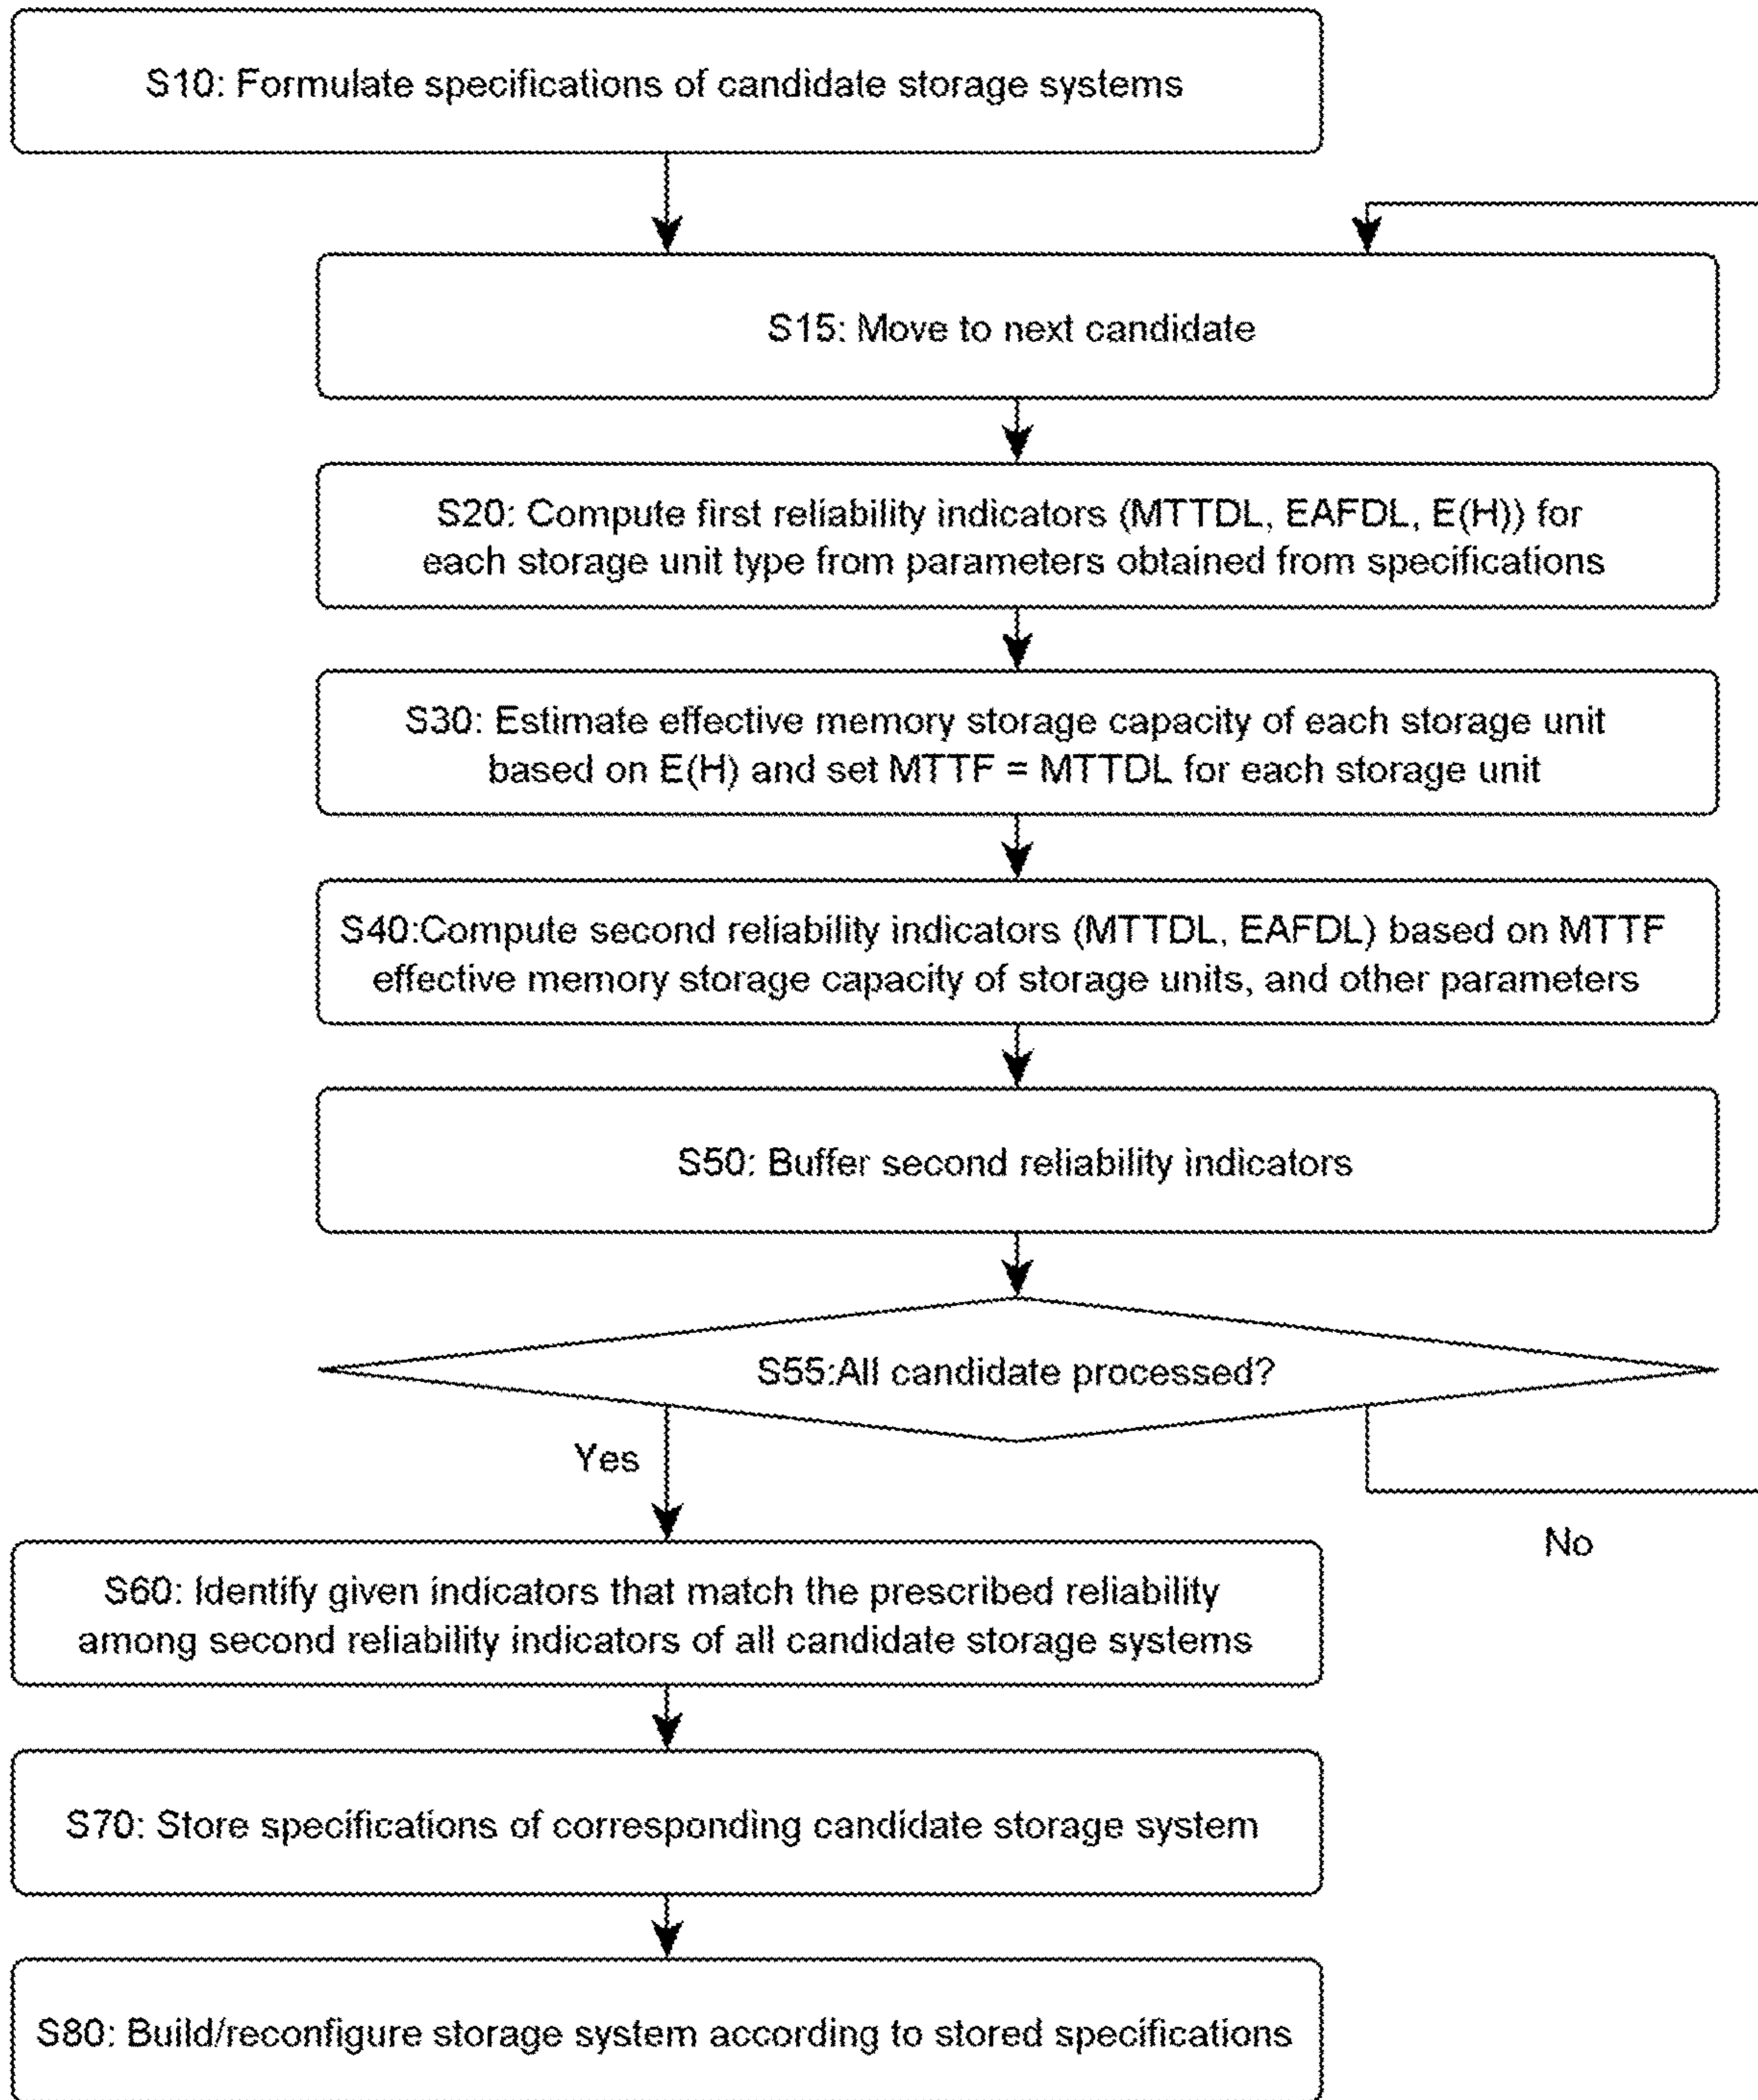 S10: Formulate specifications of candidate storage systems
S15: Move to next candidate
S20: Compute first reliability indicators (MTTDL, EAFDL, E(H)) for
each storage unit type from parameters obtained from specifications
S30: Estimate effective memory storage capacity of each storage unit
based on E(H) and set MTTF = MTTDL for each storage unit
S40:Compute second reliability indicators (MTTDL, EAFDL) based on MTTF
effective memory storage capacity of storage units, and other parameters
S50: Buffer second reliability indicators
S55:All candidate processed?
Yes
No
S60: Identify given indicators that match the prescribed reliability
among second reliability indicators of all candidate storage systems
S70: Store specifications of corresponding candidate storage system
S80: Build/reconfigure storage system according to stored specifications